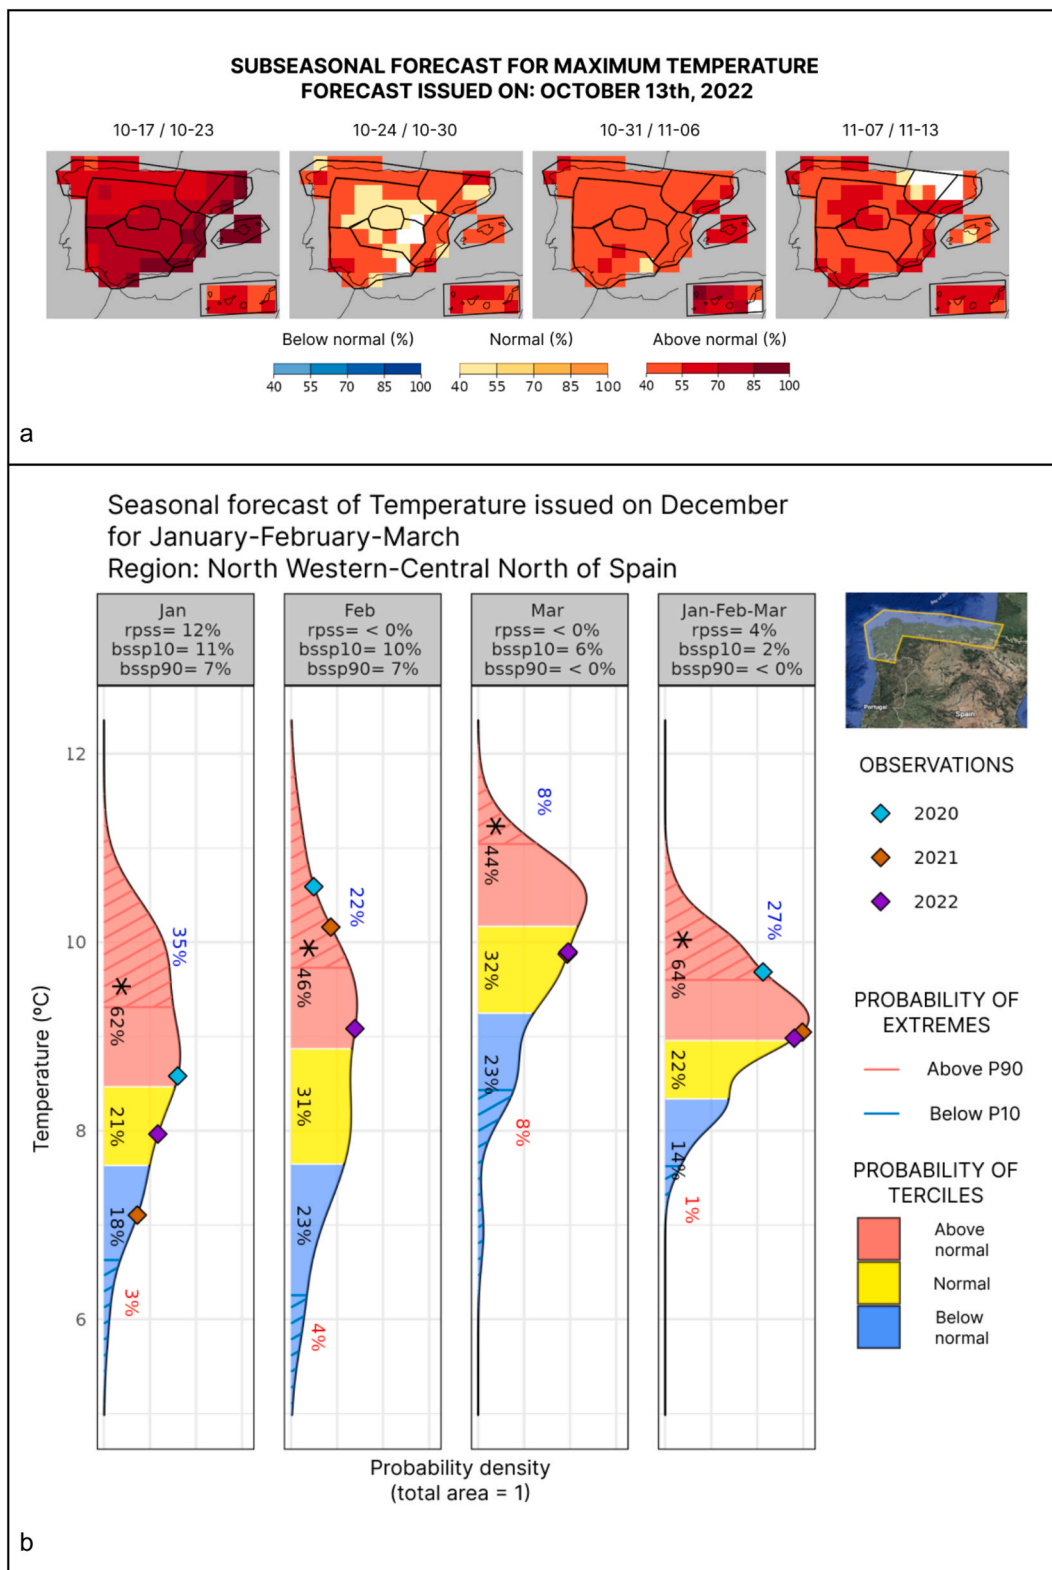 SUBSEASONAL FORECAST FOR MAXIMUM TEMPERATURE
FORECAST ISSUED ON: OCTOBER 13th, 2022
10-17 / 10-23
10-24 / 10-30
10-31 / 11-06
11-07 / 11-13
Below normal (%)
Normal (%)
Above normal (%)
40 55 70 85 100
40 55 70 85 100
40 55 70 85 100
a
Seasonal forecast of Temperature issued on December
for January-February-March
Region: North Western-Central North of Spain
Jan
rpss= 12%
bssp10= 11%
bssp90= 7%
Feb
rpss= < 0%
bssp10= 10%
bssp90= 7%
Mar
rpss= < 0%
bssp10= 6%
bssp90= < 0%
Jan-Feb-Mar
rpss= 4%
bssp10= 2%
bssp90= < 0%
Temperature (ºC)
12
10
8
6
35%
* 62%
21%
18%
3%
22%
* 46%
31%
23%
4%
8%
* 44%
32%
23%
8%
27%
* 64%
22%
14%
1%
Probability density
(total area = 1)
Portugal
Spain
OBSERVATIONS
2020
2021
2022
PROBABILITY OF
EXTREMES
Above P90
Below P10
PROBABILITY OF
TERCILES
Above
normal
Normal
Below
normal
b